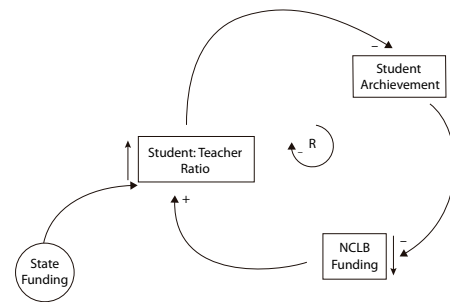 –
Student
Archievement
R
–
Student: Teacher
Ratio
+
–
NCLB
Funding
State
Funding